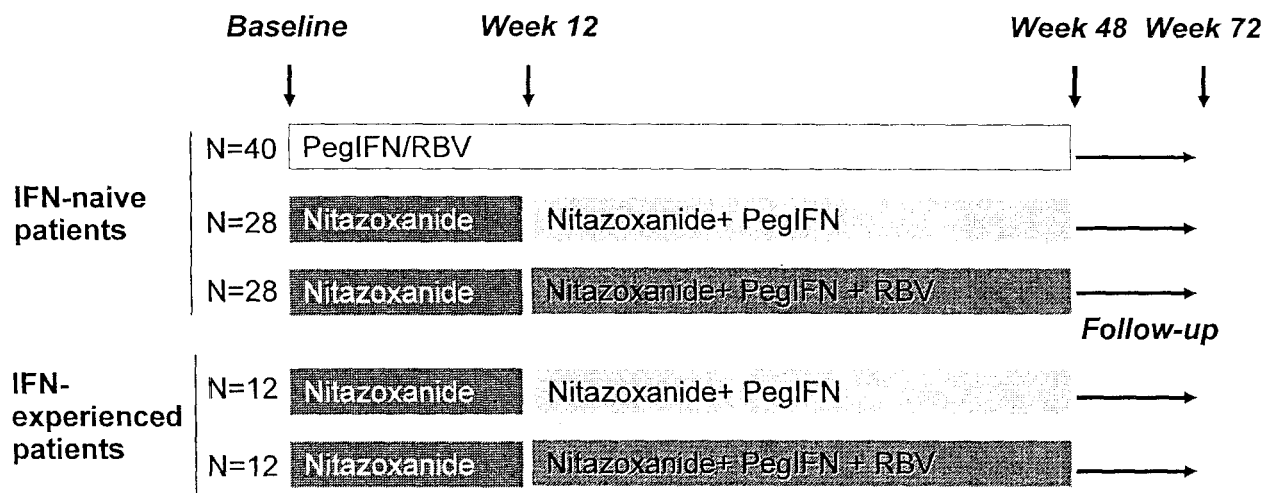 Baseline Week 12 Week 48 Week 72
IFN-naive
patients
N=40 PegIFN/RBV
N=28 Nitazoxanide Nitazoxanide+ PegIFN
N=28 Nitazoxanide Nitazoxanide+ PegIFN + RBV
Follow-up
IFN-
experienced
patients
N=12 Nitazoxanide Nitazoxanide+ PegIFN
N=12 Nitazoxanide Nitazoxanide+ PegIFN + RBV